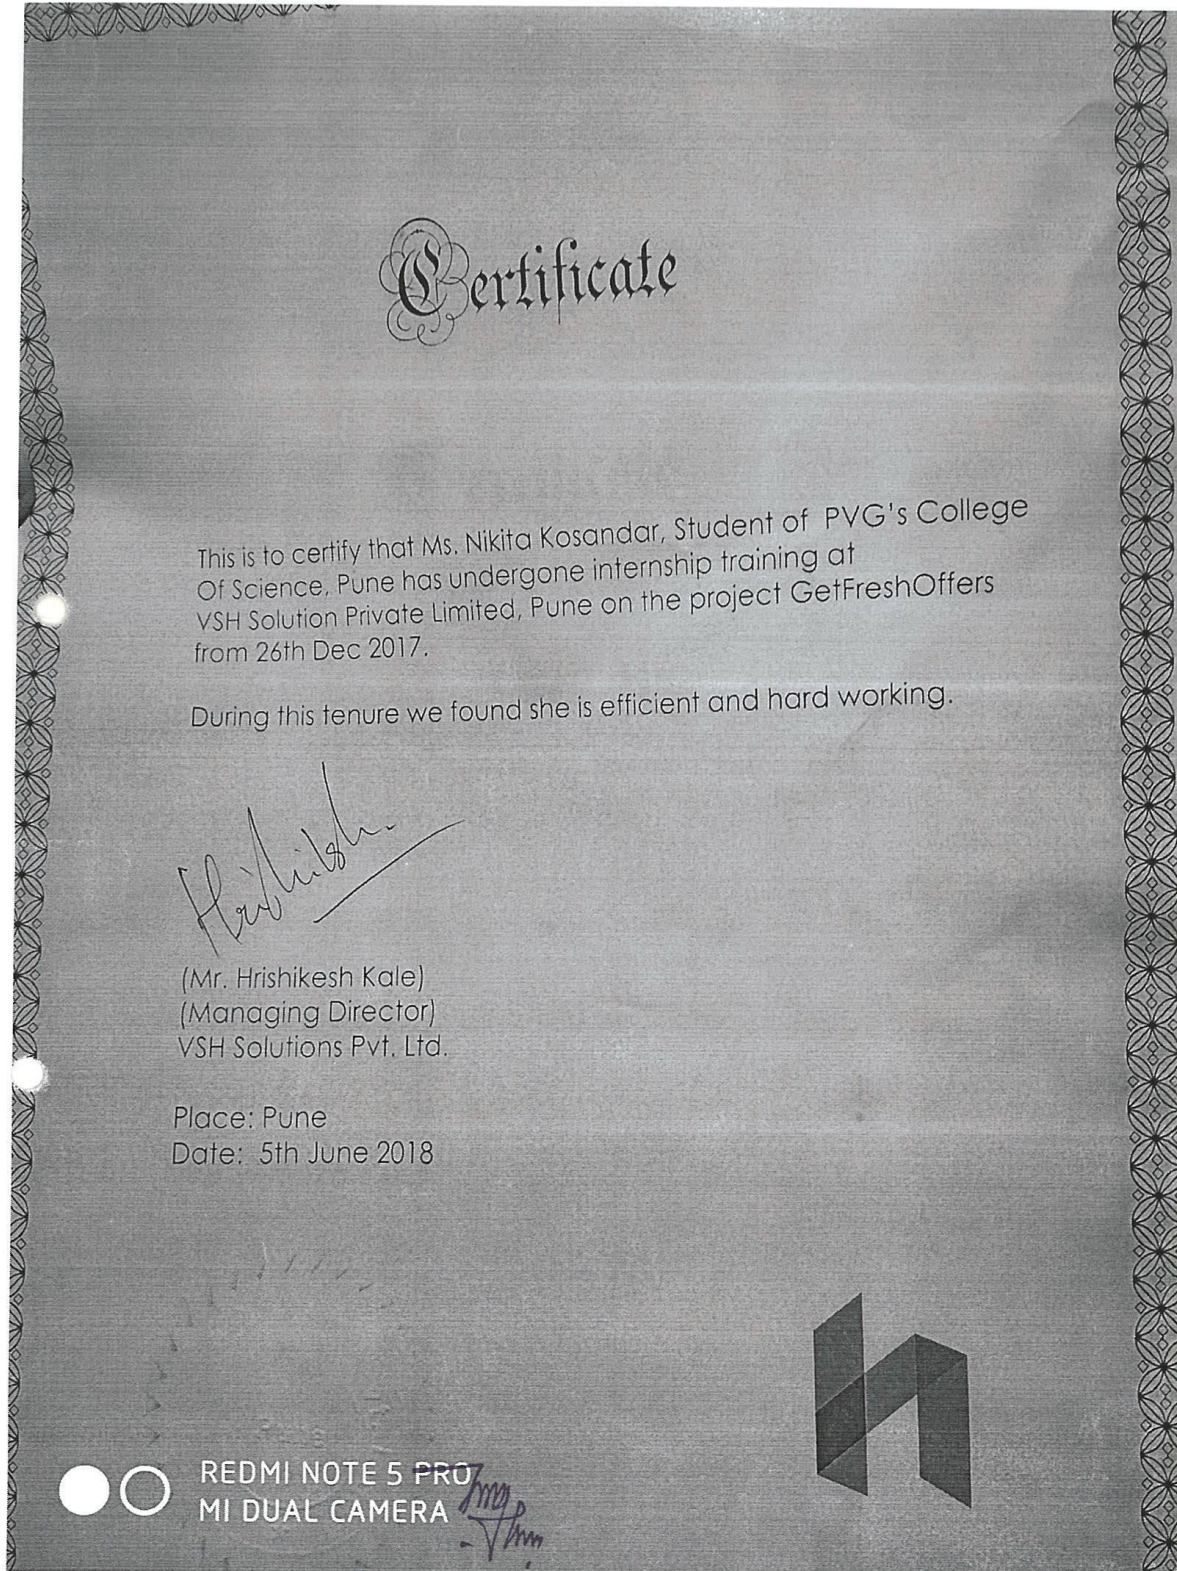 Certificate
This is to certify that Ms. Nikita Kosandar, Student of PVG's College
Of Science, Pune has undergone internship training at
VSH Solution Private Limited, Pune on the project GetFreshOffers
from 26th Dec 2017.
During this tenure we found she is efficient and hard working.
(Mr. Hrishikesh Kale)
(Managing Director)
VSH Solutions Pvt. Ltd.
Place: Pune
Date: 5th June 2018
REDMI NOTE 5 PRO
MI DUAL CAMERA